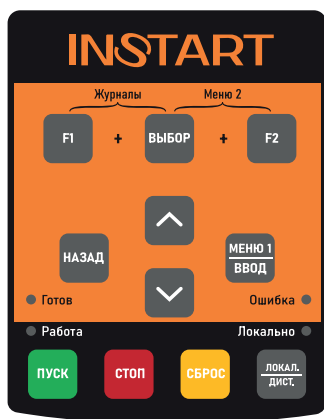 INSTART
Журналы Меню 2
F1 + ВЫБОР + F2
НАЗАД
МЕНЮ 1
ВВОД
Готов Ошибка
Работа Локально
ПУСК СТОП СБРОС ЛОКАЛ.
ДИСТ.